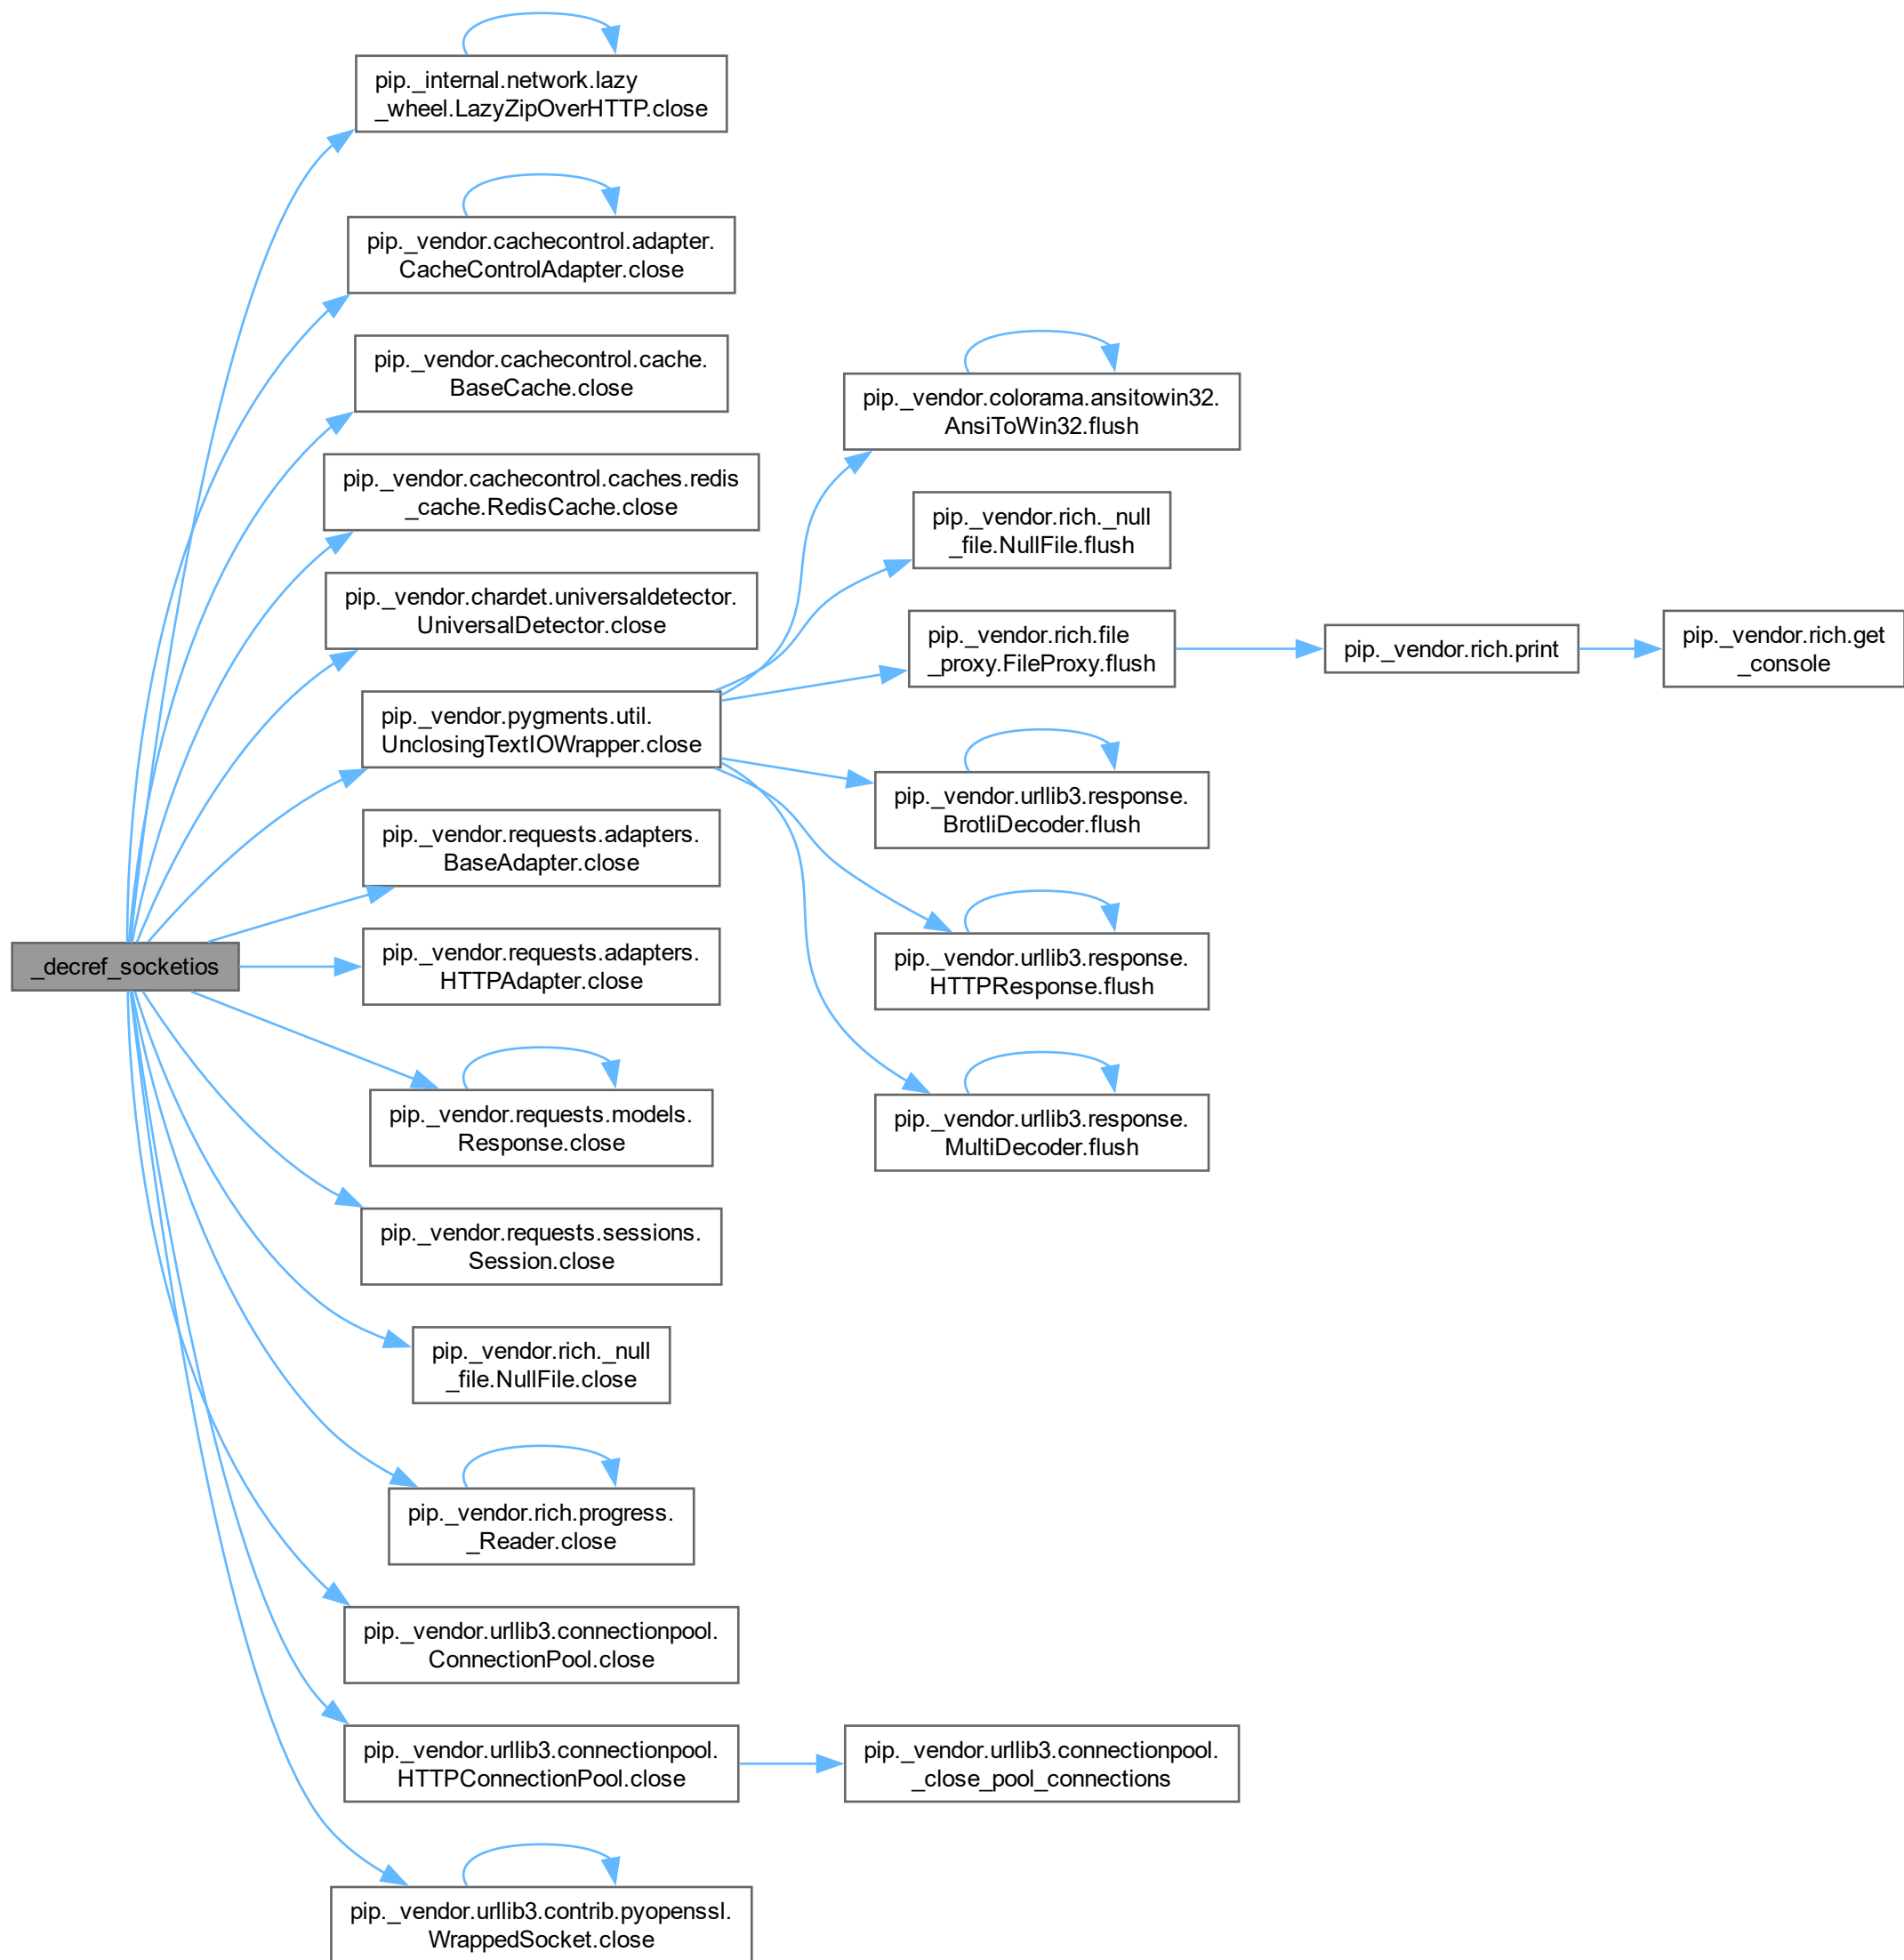 _decref_socketios
pip._internal.network.lazy
_wheel.LazyZipOverHTTP.close
pip._vendor.cachecontrol.adapter.
CacheControlAdapter.close
pip._vendor.cachecontrol.cache.
BaseCache.close
pip._vendor.cachecontrol.caches.redis
_cache.RedisCache.close
pip._vendor.chardet.universaldetector.
UniversalDetector.close
pip._vendor.pygments.util.
UnclosingTextIOWrapper.close
pip._vendor.requests.adapters.
BaseAdapter.close
pip._vendor.requests.adapters.
HTTPAdapter.close
pip._vendor.requests.models.
Response.close
pip._vendor.requests.sessions.
Session.close
pip._vendor.rich._null
_file.NullFile.close
pip._vendor.rich.progress.
_Reader.close
pip._vendor.urllib3.connectionpool.
ConnectionPool.close
pip._vendor.urllib3.connectionpool.
HTTPConnectionPool.close
pip._vendor.urllib3.contrib.pyopenssl.
WrappedSocket.close
pip._vendor.colorama.ansitowin32.
AnsiToWin32.flush
pip._vendor.rich._null
_file.NullFile.flush
pip._vendor.rich.file
_proxy.FileProxy.flush
pip._vendor.urllib3.response.
BrotliDecoder.flush
pip._vendor.urllib3.response.
HTTPResponse.flush
pip._vendor.urllib3.response.
MultiDecoder.flush
pip._vendor.urllib3.connectionpool.
_close_pool_connections
pip._vendor.rich.print
pip._vendor.rich.get
_console